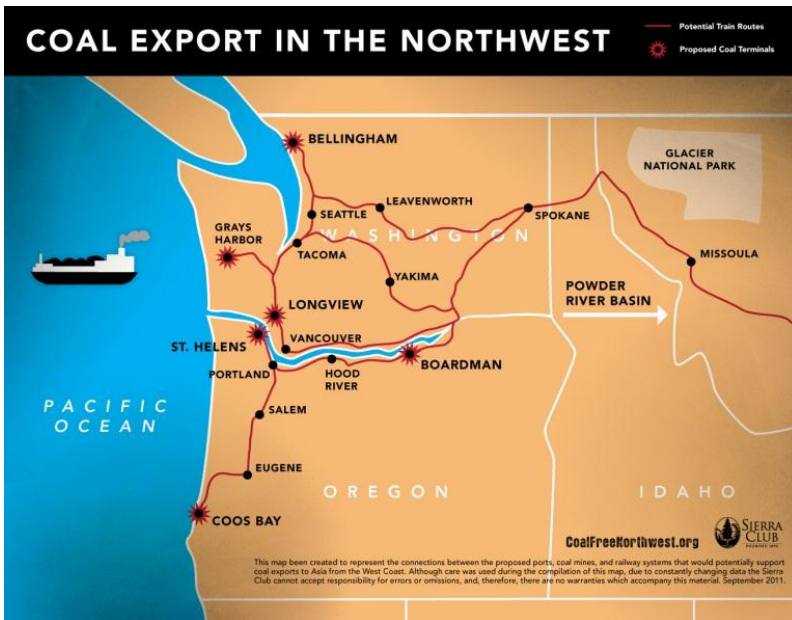 COAL EXPORT IN THE NORTHWEST
Potential Train Routes
Proposed Coal Terminals
BELLINGHAM
GLACIER
NATIONAL PARK
LEAVENWORTH
SEATTLE
SPOKANE
GRAYS
HARBOR
WASHINGTON
TACOMA
MISSOULA
YAKIMA
POWDER
RIVER BASIN
LONGVIEW
ST. HELENS
VANCOUVER
BOARDMAN
PORTLAND
HOOD
RIVER
PACIFIC
OCEAN
SALEM
EUGENE
OREGON
IDAHO
COOS BAY
CoalFreeNorthwest.org
SIERRA
CLUB
FOUNDED 1892
This map been created to represent the connections between the proposed ports, coal mines, and railway systems that would potentially support
coal exports to Asia from the West Coast. Although care was used during the compilation of this map, due to constantly changing data the Sierra
Club cannot accept responsibility for errors or omissions, and, therefore, there are no warranties which accompany this material. September 2011.